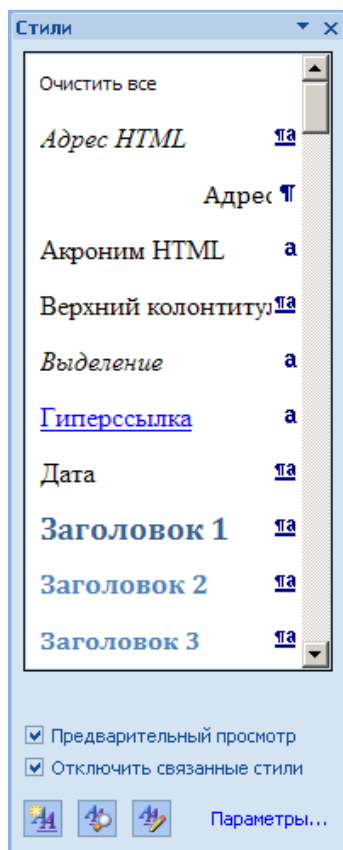 Стили
Очистить все
Адрес HTML ¶a
Адрес ¶
Акроним HTML a
Верхний колонтитул ¶a
Выделение a
Гиперссылка a
Дата ¶a
Заголовок 1 ¶a
Заголовок 2 ¶a
Заголовок 3 ¶a
Предварительный просмотр
Отключить связанные стили
Параметры...